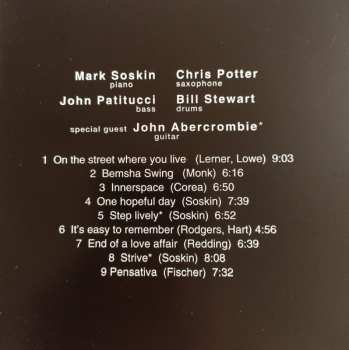 Mark Soskin Chris Potter
piano saxophone
John Patitucci Bill Stewart
bass drums
special guest John Abercrombie*
guitar
1 On the street where you live (Lerner, Lowe) 9:03
2 Bemsha Swing (Monk) 6:16
3 Innerspace (Corea) 6:50
4 One hopeful day (Soskin) 7:39
5 Step lively* (Soskin) 6:52
6 It's easy to remember (Rodgers, Hart) 4:56
7 End of a love affair (Redding) 6:39
8 Strive* (Soskin) 8:08
9 Pensativa (Fischer) 7:32